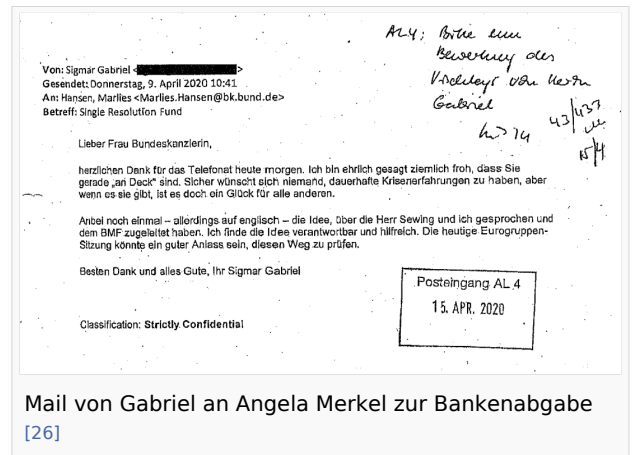 AL4: Bitte um
Bewertung des
Vorschlags von Herrn
Gabriel
43/433
15/4
Von: Sigmar Gabriel < >
Gesendet: Donnerstag, 9. April 2020 10:41
An: Hansen, Marlies <Marlies.Hansen@bk.bund.de>
Betreff: Single Resolution Fund
Lieber Frau Bundeskanzlerin,
herzlichen Dank für das Telefonat heute morgen. Ich bin ehrlich gesagt ziemlich froh, dass Sie
gerade „an Deck“ sind. Sicher wünscht sich niemand, dauerhafte Krisenerfahrungen zu haben, aber
wenn es sie gibt, ist es doch ein Glück für alle anderen.
Anbei noch einmal – allerdings auf englisch – die Idee, über die Herr Sewing und ich gesprochen und
dem BMF zugeleitet haben. Ich finde die Idee verantwortbar und hilfreich. Die heutige Eurogruppen-
Sitzung könnte ein guter Anlass sein, diesen Weg zu prüfen.
Besten Dank und alles Gute, Ihr Sigmar Gabriel
Posteingang AL 4
15. APR. 2020
Classification: Strictly Confidential
Mail von Gabriel an Angela Merkel zur Bankenabgabe
[26]